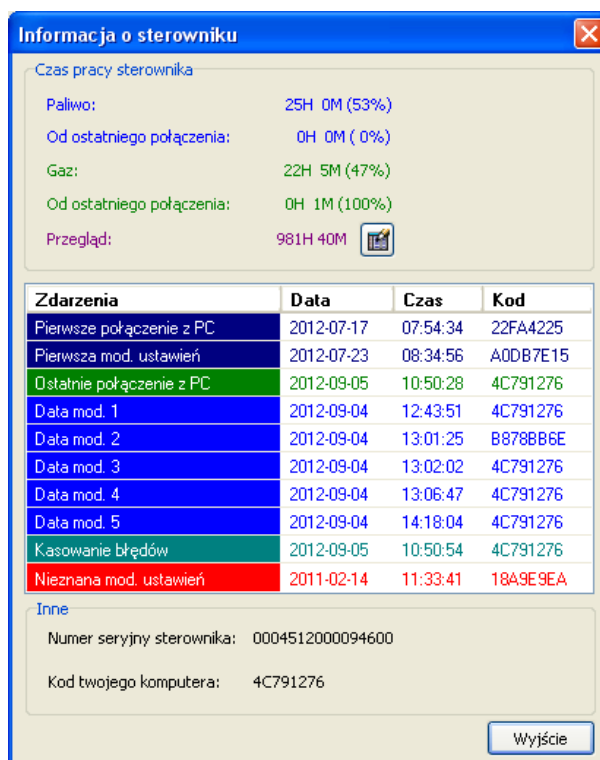 Informacja o sterowniku
Czas pracy sterownika
Paliwo: 25H 0M (53%)
Od ostatniego połączenia: 0H 0M ( 0%)
Gaz: 22H 5M (47%)
Od ostatniego połączenia: 0H 1M (100%)
Przegląd: 981H 40M
Zdarzenia Data Czas Kod
Pierwsze połączenie z PC 2012-07-17 07:54:34 22FA4225
Pierwsza mod. ustawień 2012-07-23 08:34:56 A0DB7E15
Ostatnie połączenie z PC 2012-09-05 10:50:28 4C791276
Data mod. 1 2012-09-04 12:43:51 4C791276
Data mod. 2 2012-09-04 13:01:25 B878BB6E
Data mod. 3 2012-09-04 13:02:02 4C791276
Data mod. 4 2012-09-04 13:06:47 4C791276
Data mod. 5 2012-09-04 14:18:04 4C791276
Kasowanie błędów 2012-09-05 10:50:54 4C791276
Nieznana mod. ustawień 2011-02-14 11:33:41 18A9E9EA
Inne
Numer seryjny sterownika: 0004512000094600
Kod twojego komputera: 4C791276
Wyjście